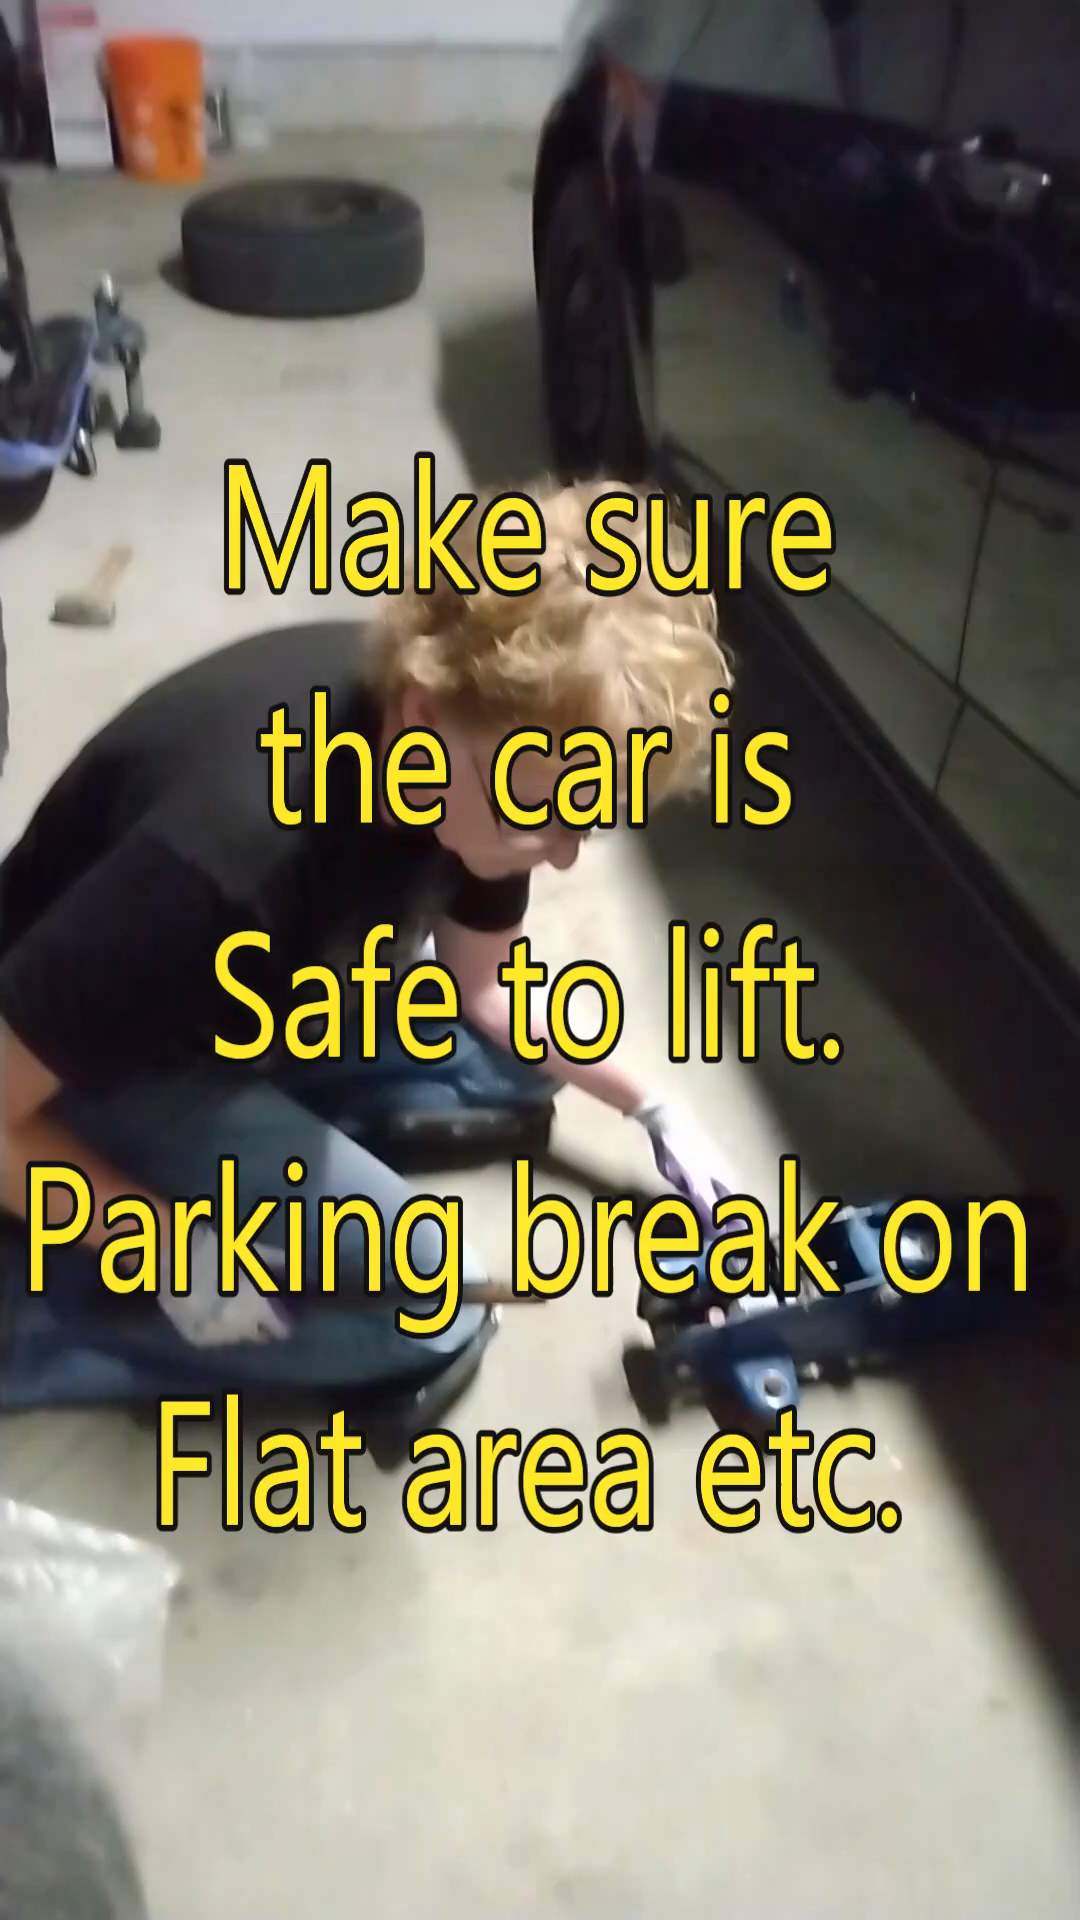 Make sure
the car is
Safe to lift.
Parking break on
Flat area etc.